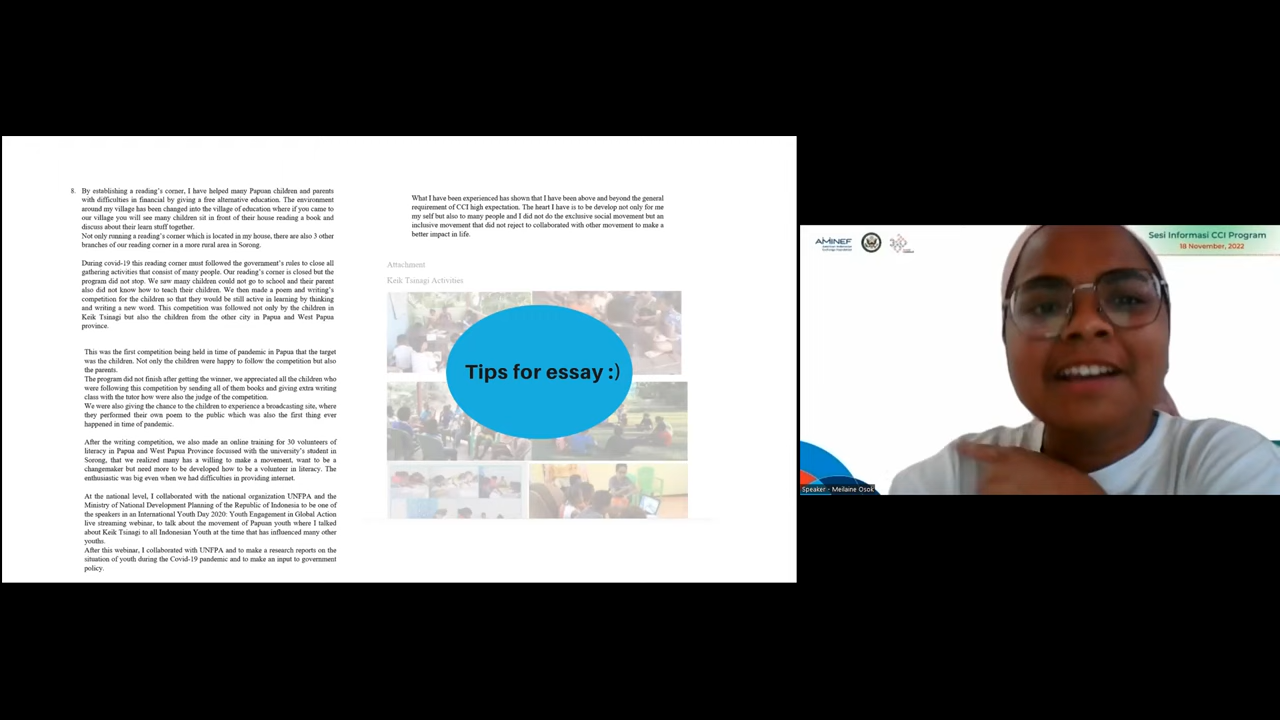 8. By establishing a reading's corner, I have helped many Papuan children and parents
with difficulties in financial by giving a free alternative education. The environment
around my village has been changed into the village of education where if you came to
our village you will see many children sit in front of their house reading a book and
discuss about their learn stuff together.
Not only running a reading's corner which is located in my house, there are also 3 other
branches of our reading corner in a more rural area in Sorong.
During covid-19 this reading corner must followed the government's rules to close all
gathering activities that consist of many people. Our reading's corner is closed but the
program did not stop. We saw many children could not go to school and their parent
also did not know how to teach their children. We then made a poem and writing's
competition for the children so that they would be still active in learning by thinking
and writing a new word. This competition was followed not only by the children in
Keik Tsinagi but also the children from the other city in Papua and West Papua
province.
This was the first competition being held in time of pandemic in Papua that the target
was the children. Not only the children were happy to follow the competition but also
the parents.
The program did not finish after getting the winner, we appreciated all the children who
were following this competition by sending all of them books and giving extra writing
class with the tutor how were also the judge of the competition.
We were also giving the chance to the children to experience a broadcasting site, where
they performed their own poem to the public which was also the first thing ever
happened in time of pandemic.
After the writing competition, we also made an online training for 30 volunteers of
literacy in Papua and West Papua Province focussed with the university's student in
Sorong, that we realized many has a willing to make a movement, want to be a
changemaker but need more to be developed how to be a volunteer in literacy. The
enthusiastic was big even when we had difficulties in providing internet.
At the national level, I collaborated with the national organization UNFPA and the
Ministry of National Development Planning of the Republic of Indonesia to be one of
the speakers in an International Youth Day 2020: Youth Engagement in Global Action
live streaming webinar, to talk about the movement of Papuan youth where I talked
about Keik Tsinagi to all Indonesian Youth at the time that has influenced many other
youths.
After this webinar, I collaborated with UNFPA and to make a research reports on the
situation of youth during the Covid-19 pandemic and to make an input to government
policy.
What I have been experienced has shown that I have been above and beyond the general
requirement of CCI high expectation. The heart I have is to be develop not only for me
my self but also to many people and I did not do the exclusive social movement but an
inclusive movement that did not reject to collaborated with other movement to make a
better impact in life.
Attachment
Keik Tsinagi Activities
Tips for essay :)
AMINEF
Sesi Informasi CCI Program
18 November, 2022
Speaker - Meilaine Osok